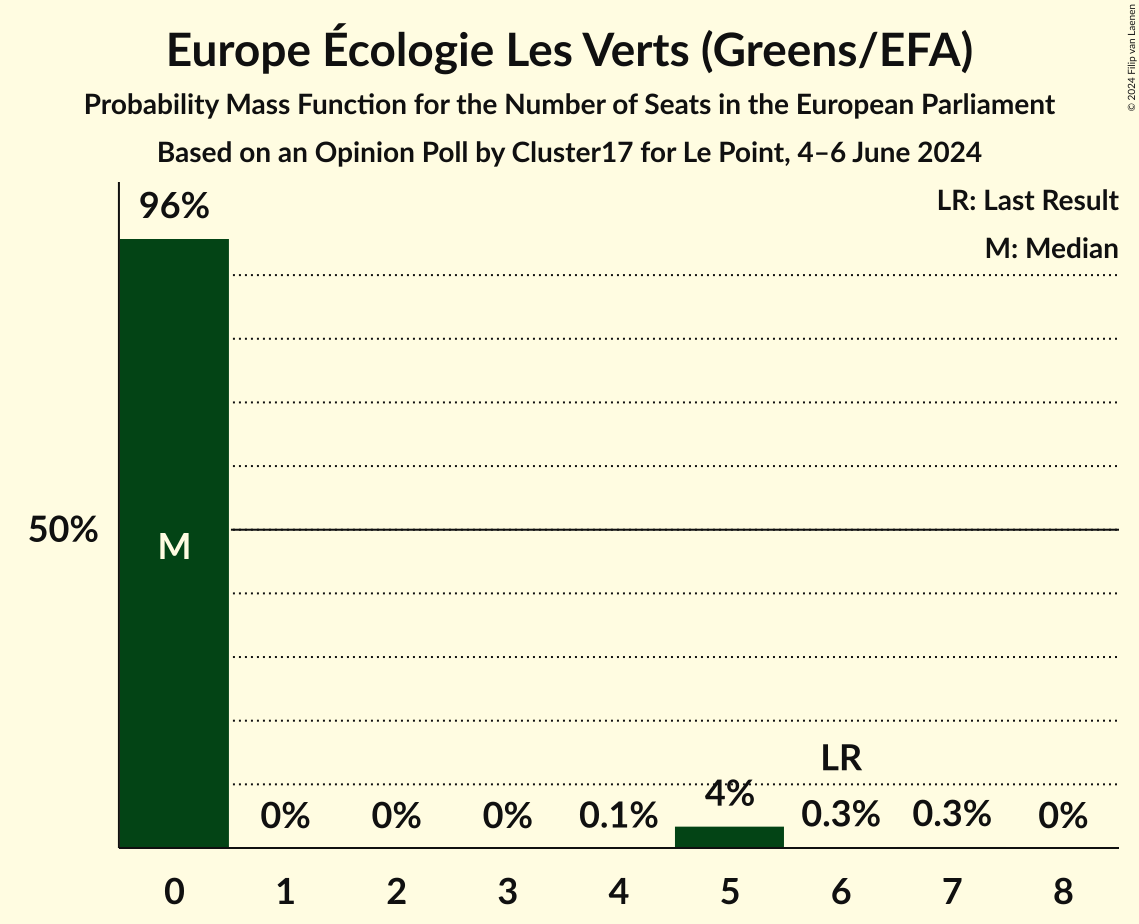 Europe Écologie Les Verts (Greens/EFA)
Probability Mass Function for the Number of Seats in the European Parliament
Based on an Opinion Poll by Cluster17 for Le Point, 4–6 June 2024
© 2024 Filip van Laenen
LR: Last Result
M: Median
96%
50%
M
LR
0% 0% 0% 0.1% 4% 0.3% 0.3% 0%
0 1 2 3 4 5 6 7 8